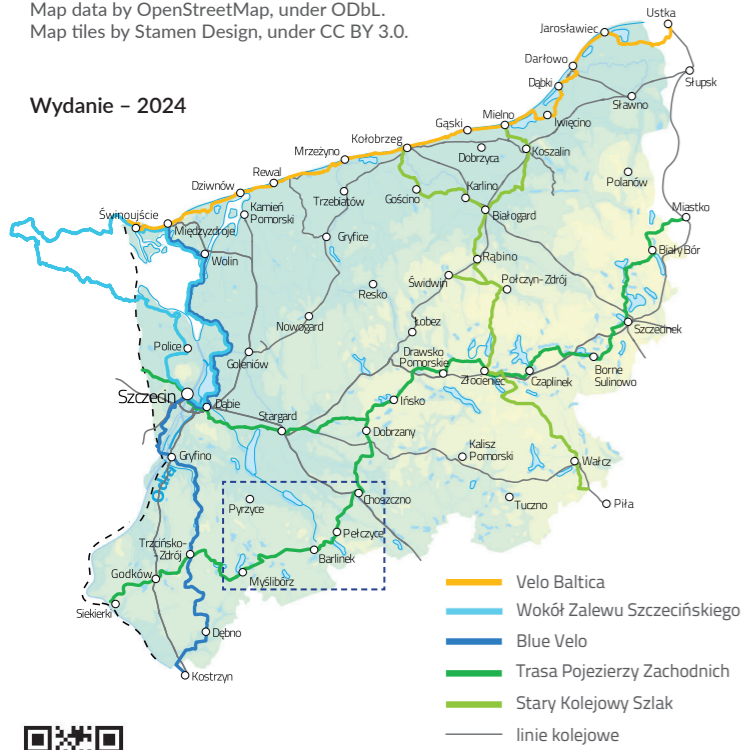 Map data by OpenStreetMap, under ODbL.
Map tiles by Stamen Design, under CC BY 3.0.
Wydanie – 2024
Ustka
Jarosławiec
Darłowo
Słupsk
Dąbki
Sławno
Iwięcino
Mielno
Gąski
Kołobrzeg
Koszalin
Dobrzyca
Mrzeżyno
Rewal
Polanów
Dziwnów
Karlino
Trzebiatów
Gościno
Kamień
Pomorski
Świnoujście
Białogard
Miastko
Międzyzdroje
Gryfice
Biały Bór
Wolin
Rąbino
Świdwin
Połczyn-Zdrój
Resko
Nowogard
Łobez
Szczecinek
Police
Goleniów
Drawsko
Pomorskie
Złocieniec
Czaplinek
Borne
Sulinowo
Szczecin
Dąbie
Ińsko
Stargard
Dobrzany
Kalisz
Pomorski
Gryfino
Wałcz
Odra
Choszczno
Pyrzyce
Tuczno
Piła
Pełczyce
Trzcińsko-
Zdrój
Barlinek
Godków
Myślibórz
Siekierki
Dębno
Kostrzyn
Velo Baltica
Wokół Zalewu Szczecińskiego
Blue Velo
Trasa Pojezierzy Zachodnich
Stary Kolejowy Szlak
linie kolejowe